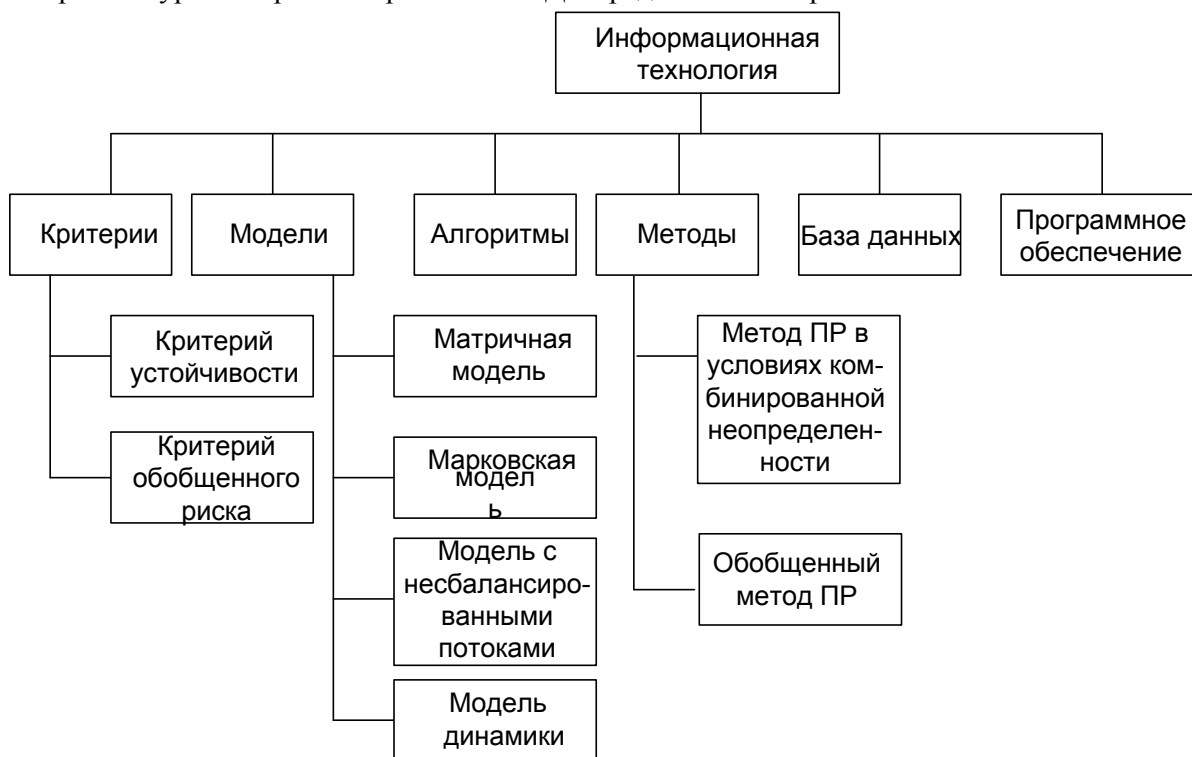 Информационная
технология
Критерии
Модели
Алгоритмы
Методы
База данных
Программное
обеспечение
Критерий
устойчивости
Критерий
обобщенного
риска
Матричная
модель
Марковская
модел
ь
Модель с
несбалансиро-
ванными
потоками
Модель
динамики
Метод ПР в
условиях ком-
бинированной
неопределен-
ности
Обобщенный
метод ПР